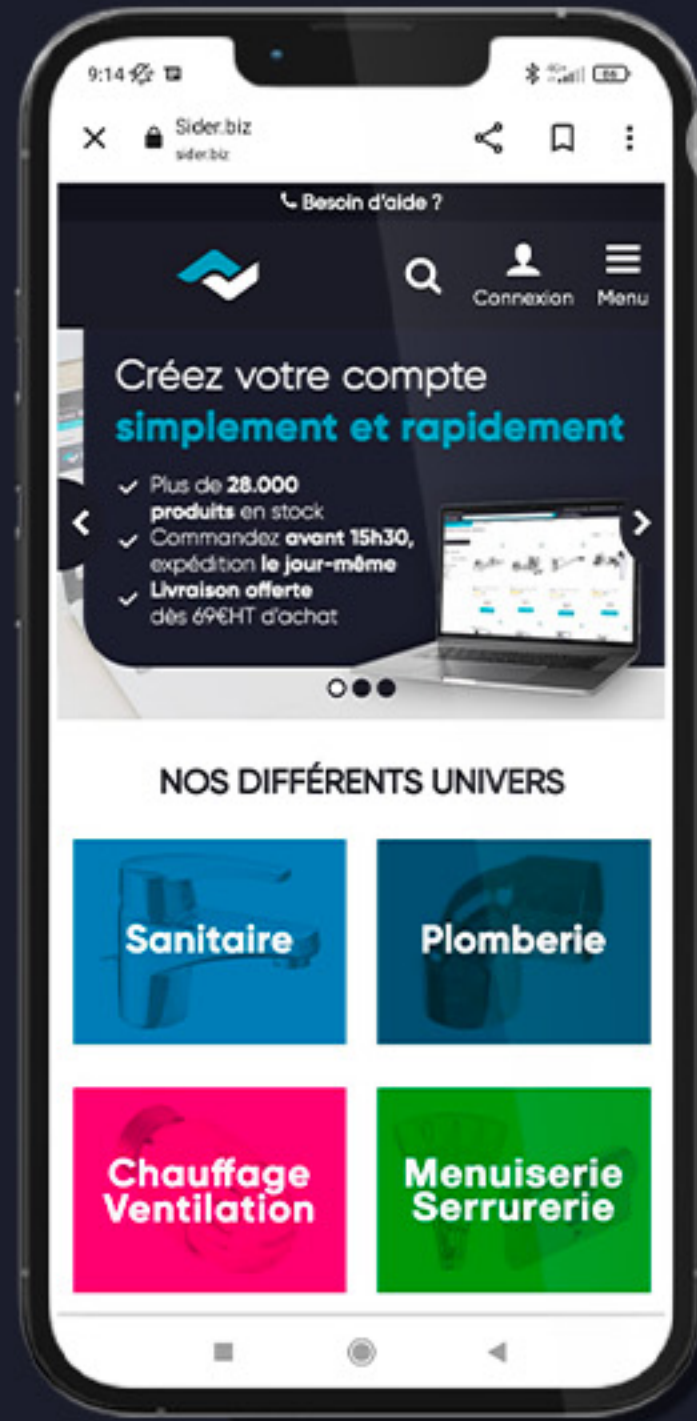 9:14
66
Sider.biz
sider.biz
Besoin d'aide ?
Connexion
Menu
Créez votre compte
simplement et rapidement
Plus de 28.000
produits en stock
Commandez avant 15h30,
expédition le jour-même
Livraison offerte
dès 69€HT d'achat
NOS DIFFÉRENTS UNIVERS
Sanitaire
Plomberie
Chauffage
Ventilation
Menuiserie
Serrurerie